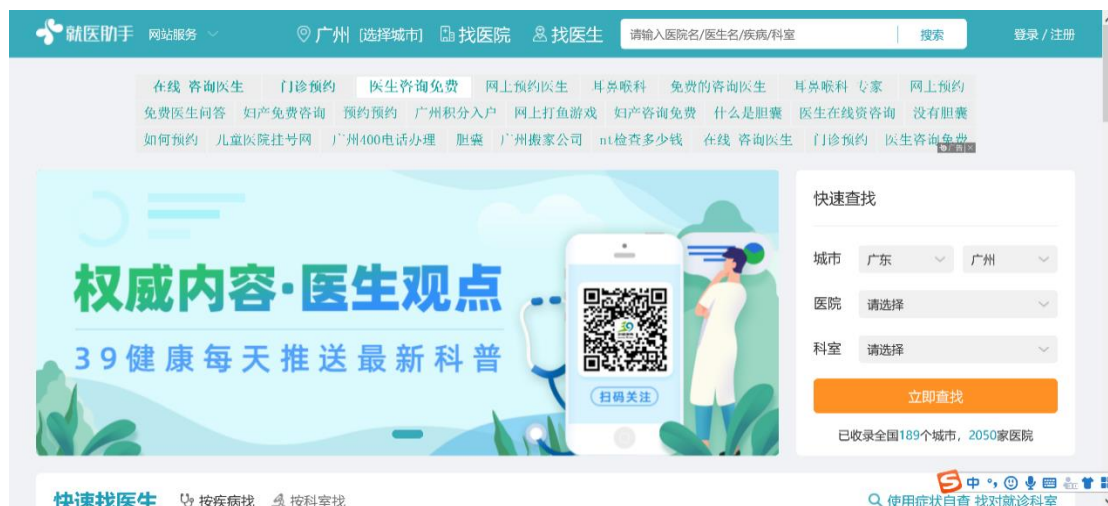 就医助手 网站服务 广州 [选择城市] 找医院 找医生 请输入医院名/医生名/疾病/科室 搜索 登录 / 注册
在线 咨询医生 门诊预约 医生咨询免费 网上预约医生 耳鼻喉科 免费的咨询医生 耳鼻喉科 专家 网上预约
免费医生问答 妇产免费咨询 预约预约 广州积分入户 网上打鱼游戏 妇产咨询免费 什么是胆囊 医生在线资咨询 没有胆囊
如何预约 儿童医院挂号网 广州400电话办理 胆囊 广州搬家公司 nt检查多少钱 在线 咨询医生 门诊预约 医生咨询免费
广告
权威内容·医生观点
39健康每天推送最新科普
39
扫码关注
快速查找
城市 广东 广州
医院 请选择
科室 请选择
立即查找
已收录全国189个城市，2050家医院
快速找医生 按疾病找 按科室找 使用症状自查 找对就诊科室
中